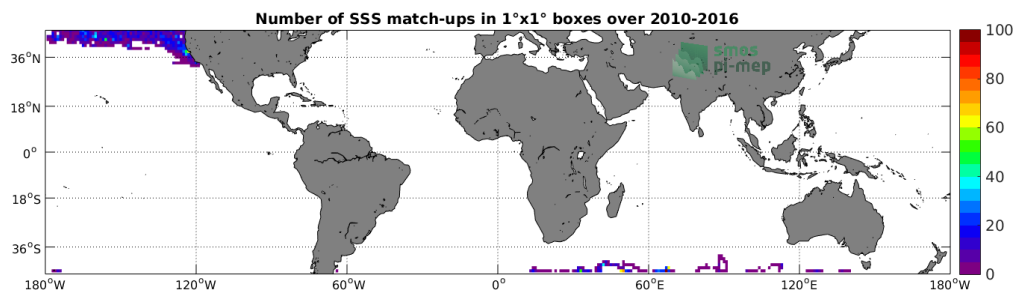 Number of SSS match-ups in 1°x1° boxes over 2010-2016
smos
pi-mep
36°N
18°N
0°
18°S
36°S
180°W
120°W
60°W
0°
60°E
120°E
180°W
100
80
60
40
20
0